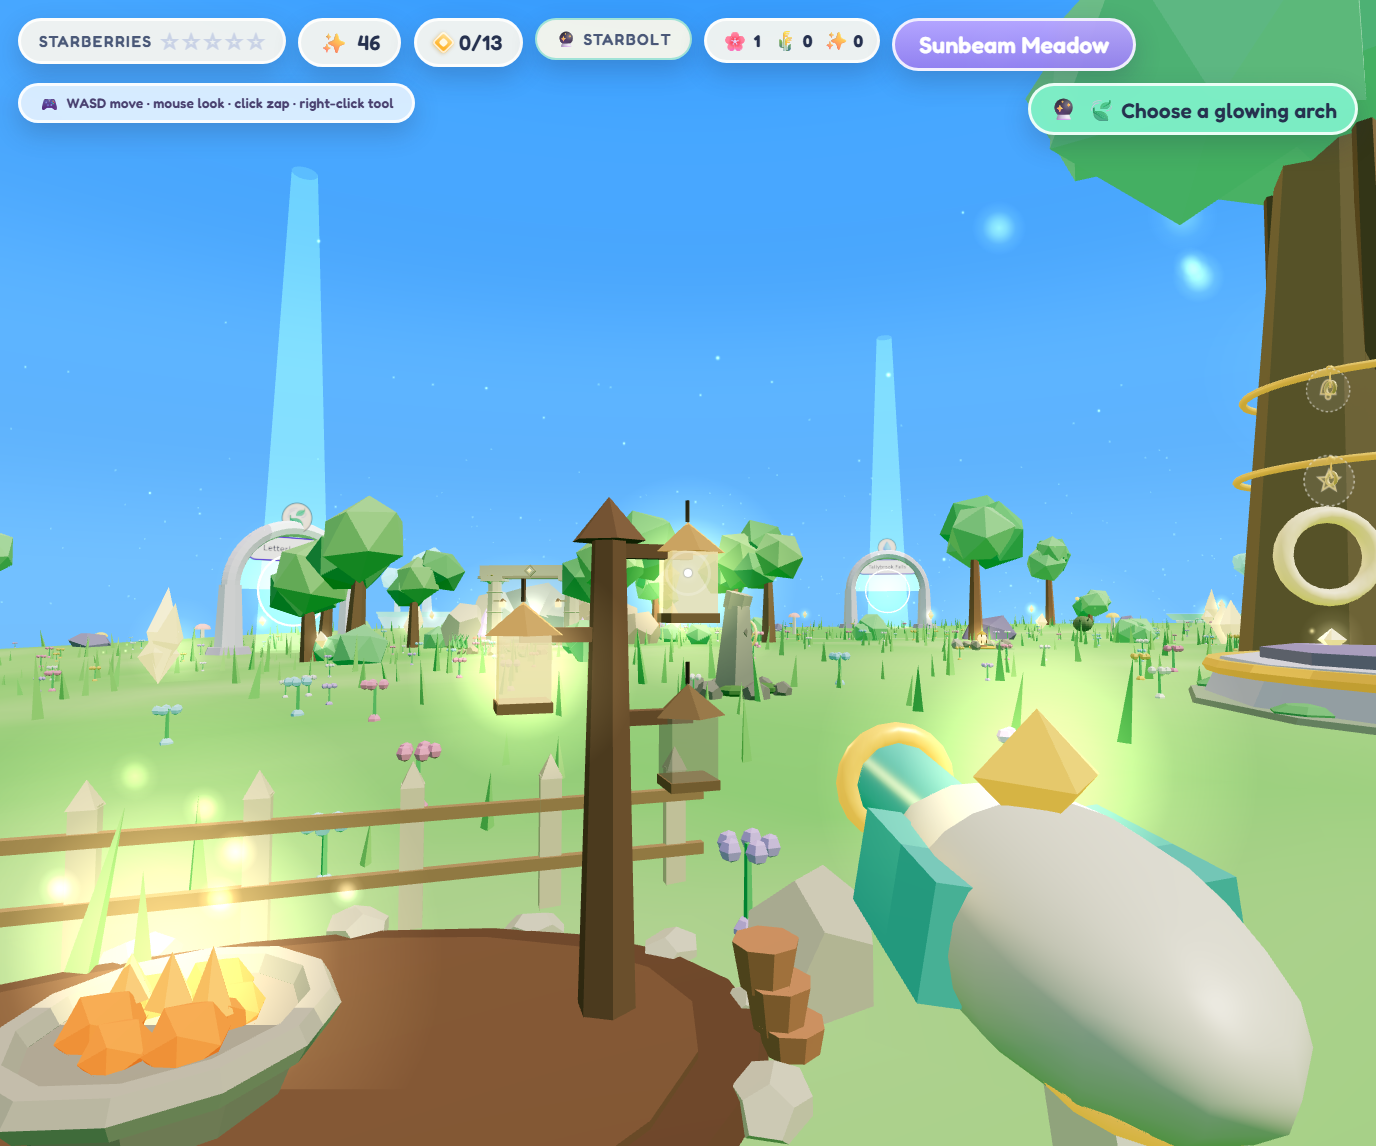 STARBERRIES
46
0/13
STARBOLT
1 0 0
Sunbeam Meadow
WASD move · mouse look · click zap · right-click tool
Choose a glowing arch